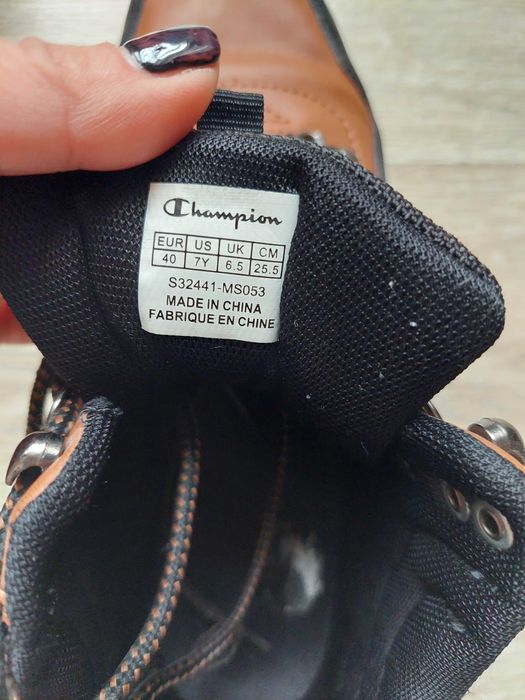 Champion
EUR US UK CM
40 7Y 6.5 25.5
S32441-MS053
MADE IN CHINA
FABRIQUE EN CHINE